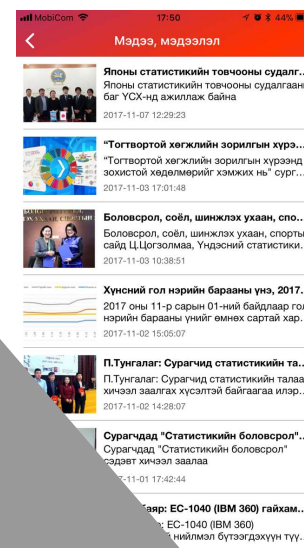 MobiCom 17:50 44%
Мэдээ, мэдээлэл
Японы статистикийн товчооны судалг...
Японы статистикийн товчооны судалгааны
баг ҮСХ-нд ажиллаж байна
2017-11-07 12:29:23
"Тогтвортой хөгжлийн зорилгын хүрэ...
"Тогтвортой хөгжлийн зорилгын хүрээнд
зохистой хөдөлмөрийг хэмжих нь" сург...
2017-11-03 17:01:48
Боловсрол, соёл, шинжлэх ухаан, спо...
Боловсрол, соёл, шинжлэх ухаан, спорты
сайд Ц.Цогзолмаа, Үндэсний статистики...
2017-11-03 10:38:51
Хүнсний гол нэрийн барааны үнэ, 2017...
2017 оны 11-р сарын 01-ний байдлаар гол
нэрийн барааны үнийг өмнөх сартай хар...
2017-11-02 15:05:07
П.Тунгалаг: Сурагчид статистикийн та...
П.Тунгалаг: Сурагчид статистикийн талаа
хичээл заалгах хүсэлтэй байгаагаа илэр...
2017-11-02 14:28:07
Сурагчдад "Статистикийн боловсрол"...
Сурагчдад "Статистикийн боловсрол"
сэдэвт хичээл заалаа
-11-01 17:42:44
баяр: ЕС-1040 (IBM 360) гайхам...
: ЕС-1040 (IBM 360)
нийлмэл бүтээгдэхүүн түү...